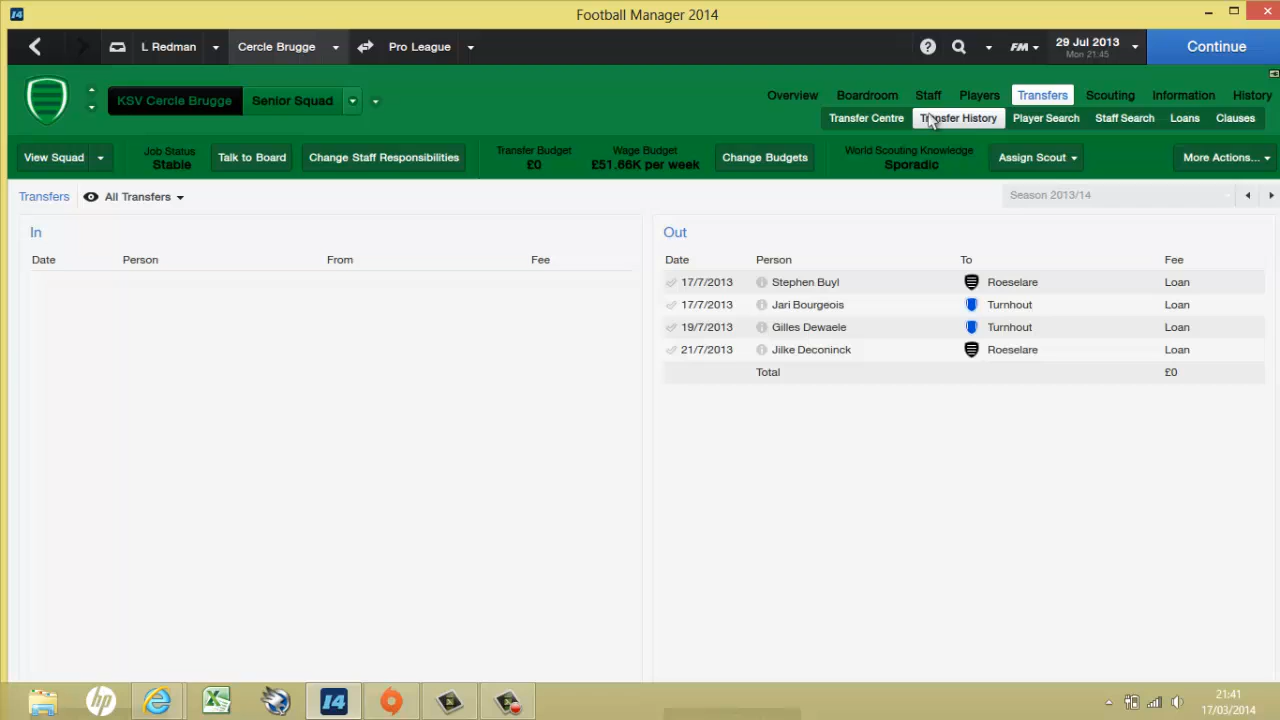 Football Manager 2014
L Redman Cercle Brugge Pro League FM 29 Jul 2013 Continue
Mon 21:45
KSV Cercle Brugge Senior Squad
Overview Boardroom Staff Players Transfers Scouting Information History
Transfer Centre Transfer History Player Search Staff Search Loans Clauses
View Squad Job Status Talk to Board Change Staff Responsibilities Transfer Budget Wage Budget Change Budgets World Scouting Knowledge Assign Scout More Actions...
Stable £0 £51.66K per week Sporadic
Transfers All Transfers Season 2013/14
In
Date Person From Fee
Out
Date Person To Fee
17/7/2013 Stephen Buyl Roeselare Loan
17/7/2013 Jari Bourgeois Turnhout Loan
19/7/2013 Gilles Dewaele Turnhout Loan
21/7/2013 Jilke Deconinck Roeselare Loan
Total £0
hp
14
21:41
17/03/2014